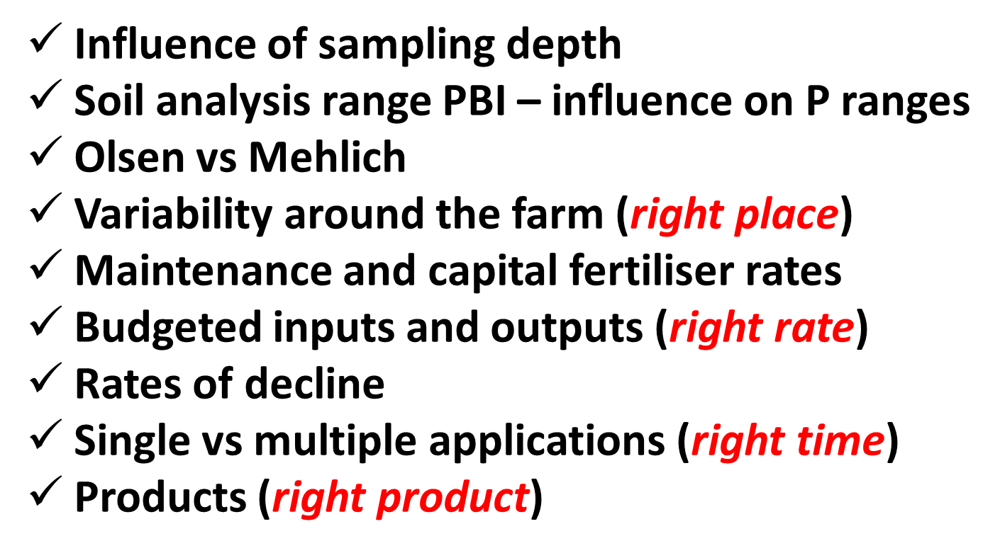 ✓ Influence of sampling depth
✓ Soil analysis range PBI – influence on P ranges
✓ Olsen vs Mehlich
✓ Variability around the farm (right place)
✓ Maintenance and capital fertiliser rates
✓ Budgeted inputs and outputs (right rate)
✓ Rates of decline
✓ Single vs multiple applications (right time)
✓ Products (right product)